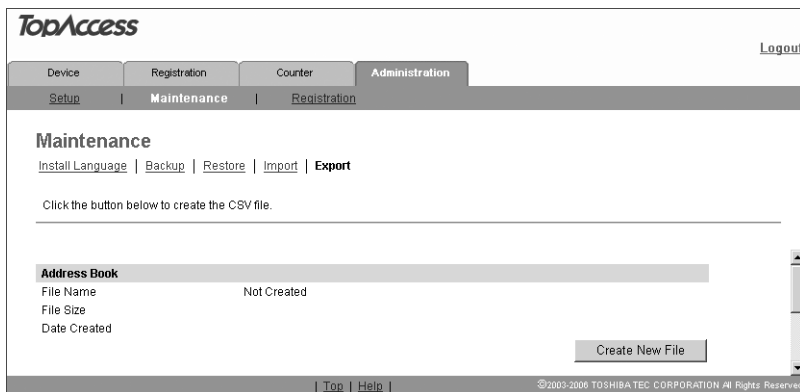 TopAccess
Logout
Device Registration Counter Administration
Setup | Maintenance | Registration
Maintenance
Install Language | Backup | Restore | Import | Export
Click the button below to create the CSV file.
Address Book
File Name Not Created
File Size
Date Created
Create New File
| Top | Help | ©2003-2006 TOSHIBA TEC CORPORATION All Rights Reserved